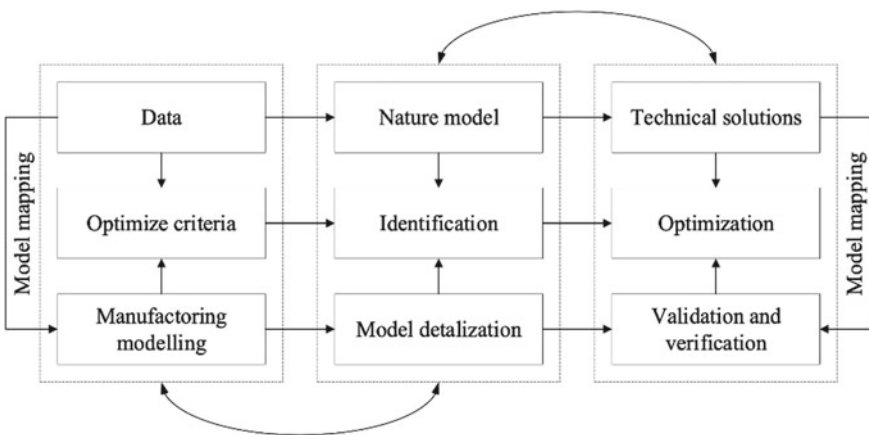 Data
Nature model
Technical solutions
Model mapping
Optimize criteria
Identification
Optimization
Model mapping
Manufactoring
modelling
Model detalization
Validation and
verification